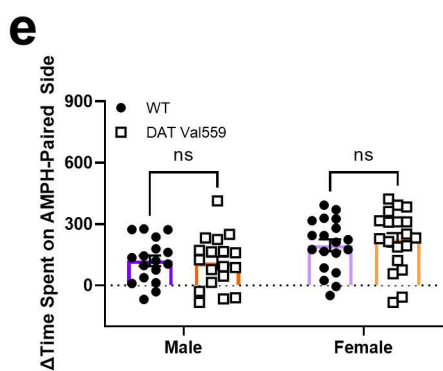 e
ΔTime Spent on AMPH-Paired Side
900
600
300
0
WT
DAT Val559
ns
ns
Male
Female